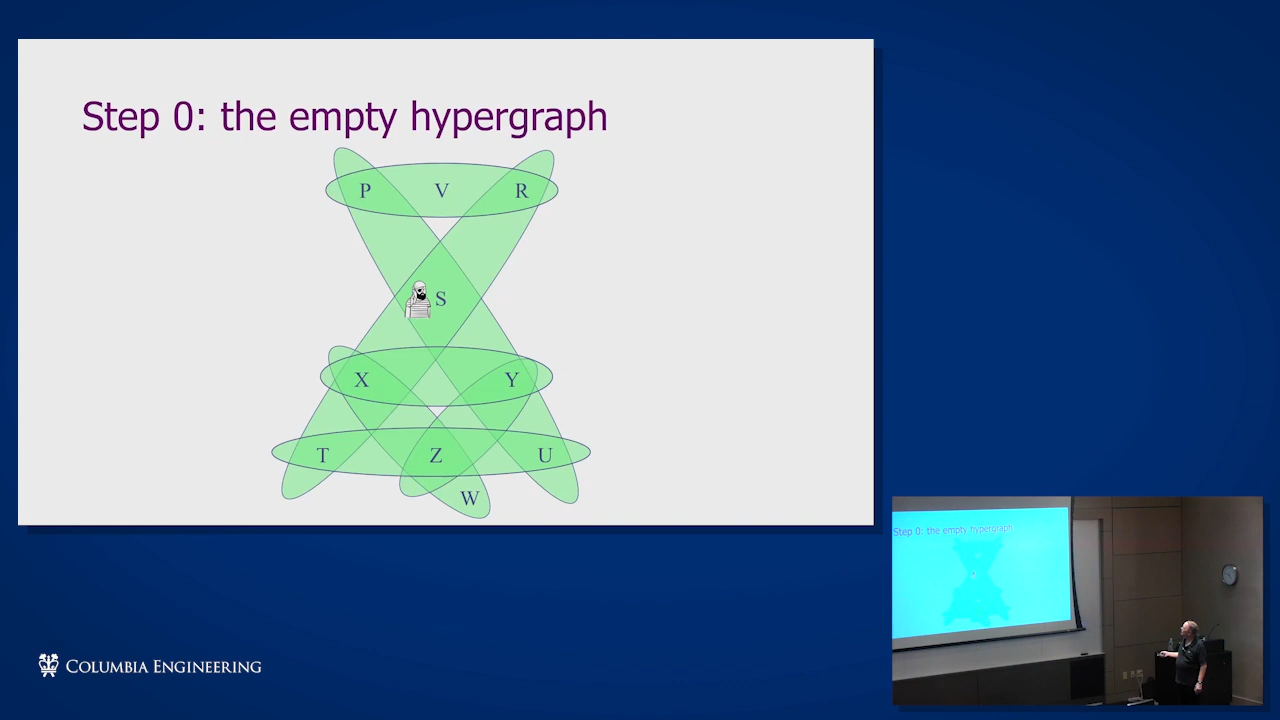 Step 0: the empty hypergraph
P V R
S
X Y
T Z U
W
Step 0: the empty hypergraph
COLUMBIA ENGINEERING